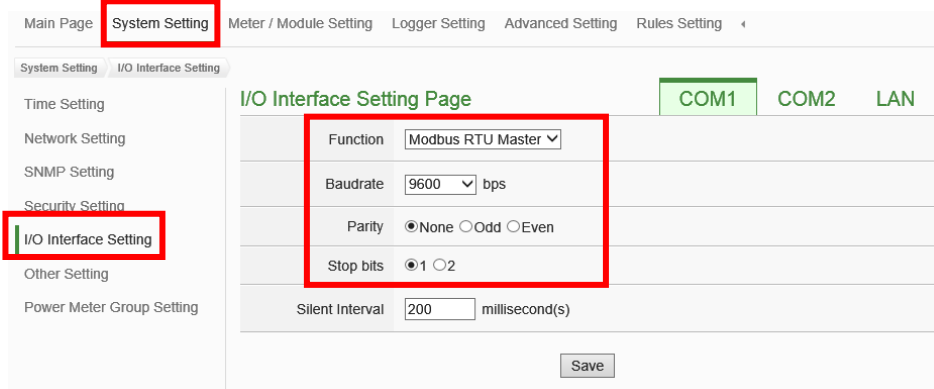 Main Page System Setting Meter / Module Setting Logger Setting Advanced Setting Rules Setting
System Setting I/O Interface Setting
Time Setting
Network Setting
SNMP Setting
Security Setting
I/O Interface Setting
Other Setting
Power Meter Group Setting
I/O Interface Setting Page COM1 COM2 LAN
Function Modbus RTU Master
Baudrate 9600 bps
Parity None Odd Even
Stop bits 1 2
Silent Interval 200 millisecond(s)
Save